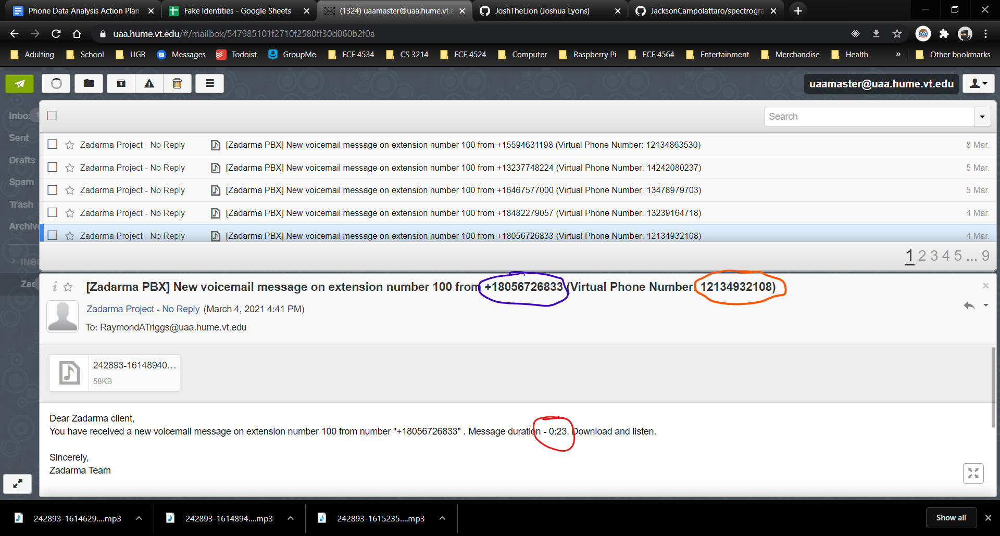 Phone Data Analysis Action Plan
Fake Identities - Google Sheets
(1324) uaamaster@uaa.hume.vt.e
JoshTheLion (Joshua Lyons)
JacksonCampolattaro/spectrogra
uaa.hume.vt.edu/#/mailbox/547985101f2710f2580ff30d060b2f0a
Adulting School UGR Messages Todoist GroupMe ECE 4534 CS 3214 ECE 4524 Computer Raspberry Pi ECE 4564 Entertainment Merchandise Health » Other bookmarks
uaamaster@uaa.hume.vt.edu
Inbox 1
Sent
Drafts
Spam
Trash
Archive
INBO
Zad
Search
Zadarma Project - No Reply [Zadarma PBX] New voicemail message on extension number 100 from +15594631198 (Virtual Phone Number: 12134863530) 8 Mar.
Zadarma Project - No Reply [Zadarma PBX] New voicemail message on extension number 100 from +13237748224 (Virtual Phone Number: 14242080237) 5 Mar.
Zadarma Project - No Reply [Zadarma PBX] New voicemail message on extension number 100 from +16467577000 (Virtual Phone Number: 13478979703) 5 Mar.
Zadarma Project - No Reply [Zadarma PBX] New voicemail message on extension number 100 from +18482279057 (Virtual Phone Number: 13239164718) 4 Mar.
Zadarma Project - No Reply [Zadarma PBX] New voicemail message on extension number 100 from +18056726833 (Virtual Phone Number: 12134932108) 4 Mar.
1 2 3 4 5 ... 9
[Zadarma PBX] New voicemail message on extension number 100 from +18056726833 (Virtual Phone Number: 12134932108)
Zadarma Project - No Reply (March 4, 2021 4:41 PM)
To: RaymondATriggs@uaa.hume.vt.edu
242893-16148940...
58KB
Dear Zadarma client,
You have received a new voicemail message on extension number 100 from number "+18056726833" . Message duration - 0:23. Download and listen.
Sincerely,
Zadarma Team
242893-1614629....mp3
242893-1614894....mp3
242893-1615235....mp3
Show all